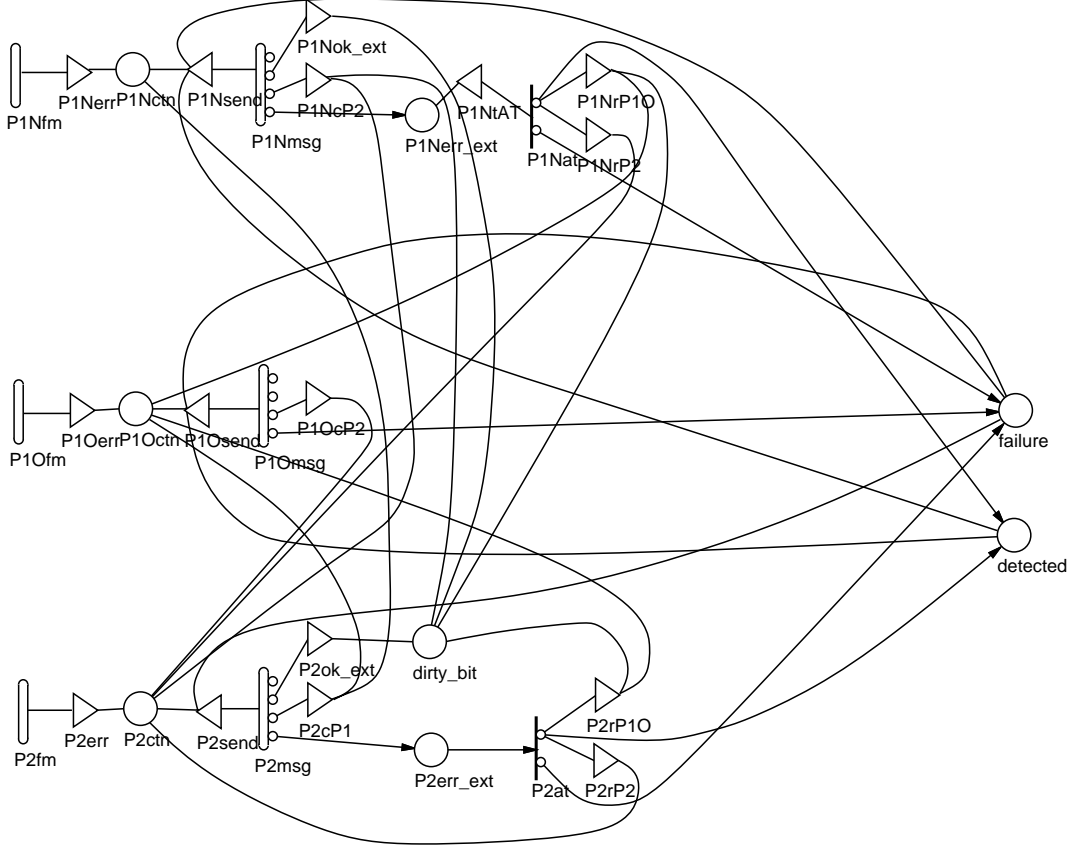 P1Nok_ext
P1Nerr
P1Nctn
P1Nsend
P1NcP2
P1NtAT
P1NrP1O
P1Nfm
P1Nmsg
P1Nerr_ext
P1Nat
P1NrP2
P1Oerr
P1Octn
P1Osend
P1OcP2
failure
P1Ofm
P1Omsg
detected
P2ok_ext
dirty_bit
P2err
P2ctn
P2send
P2cP1
P2rP1O
P2fm
P2msg
P2err_ext
P2at
P2rP2